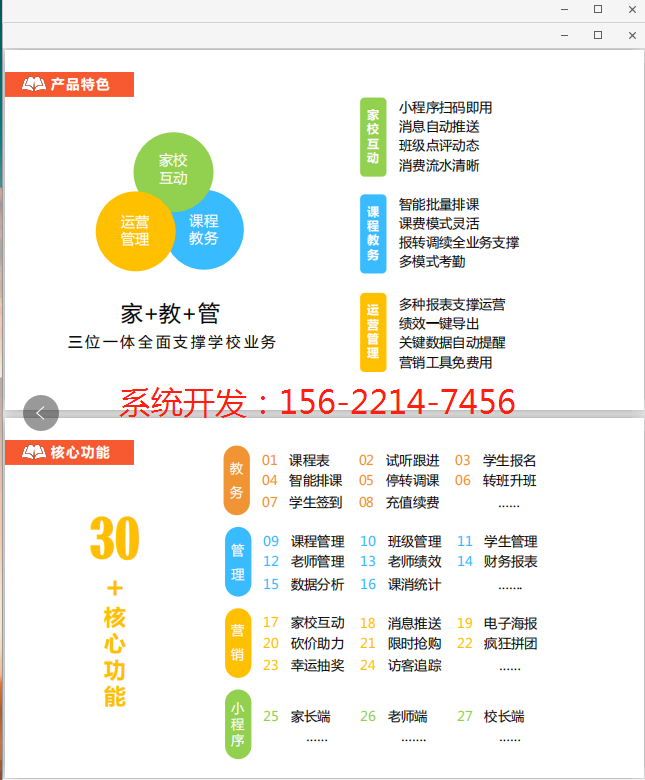 产品特色
家校
互动
运营
管理
课程
教务
家+教+管
三位一体全面支撑学校业务
家校互动
小程序扫码即用
消息自动推送
班级点评动态
消费流水清晰
课程教务
智能批量排课
课费模式灵活
报转调续全业务支撑
多模式考勤
运营管理
多种报表支撑运营
绩效一键导出
关键数据自动提醒
营销工具免费用
系统开发：156-2214-7456
核心功能
30
+
核
心
功
能
教务
01 课程表 02 试听跟进 03 学生报名
04 智能排课 05 停转调课 06 转班升班
07 学生签到 08 充值续费 ......
管理
09 课程管理 10 班级管理 11 学生管理
12 老师管理 13 老师绩效 14 财务报表
15 数据分析 16 课消统计 .......
营销
17 家校互动 18 消息推送 19 电子海报
20 砍价助力 21 限时抢购 22 疯狂拼团
23 幸运抽奖 24 访客追踪 ......
小程序
25 家长端 26 老师端 27 校长端
...... ....... ......